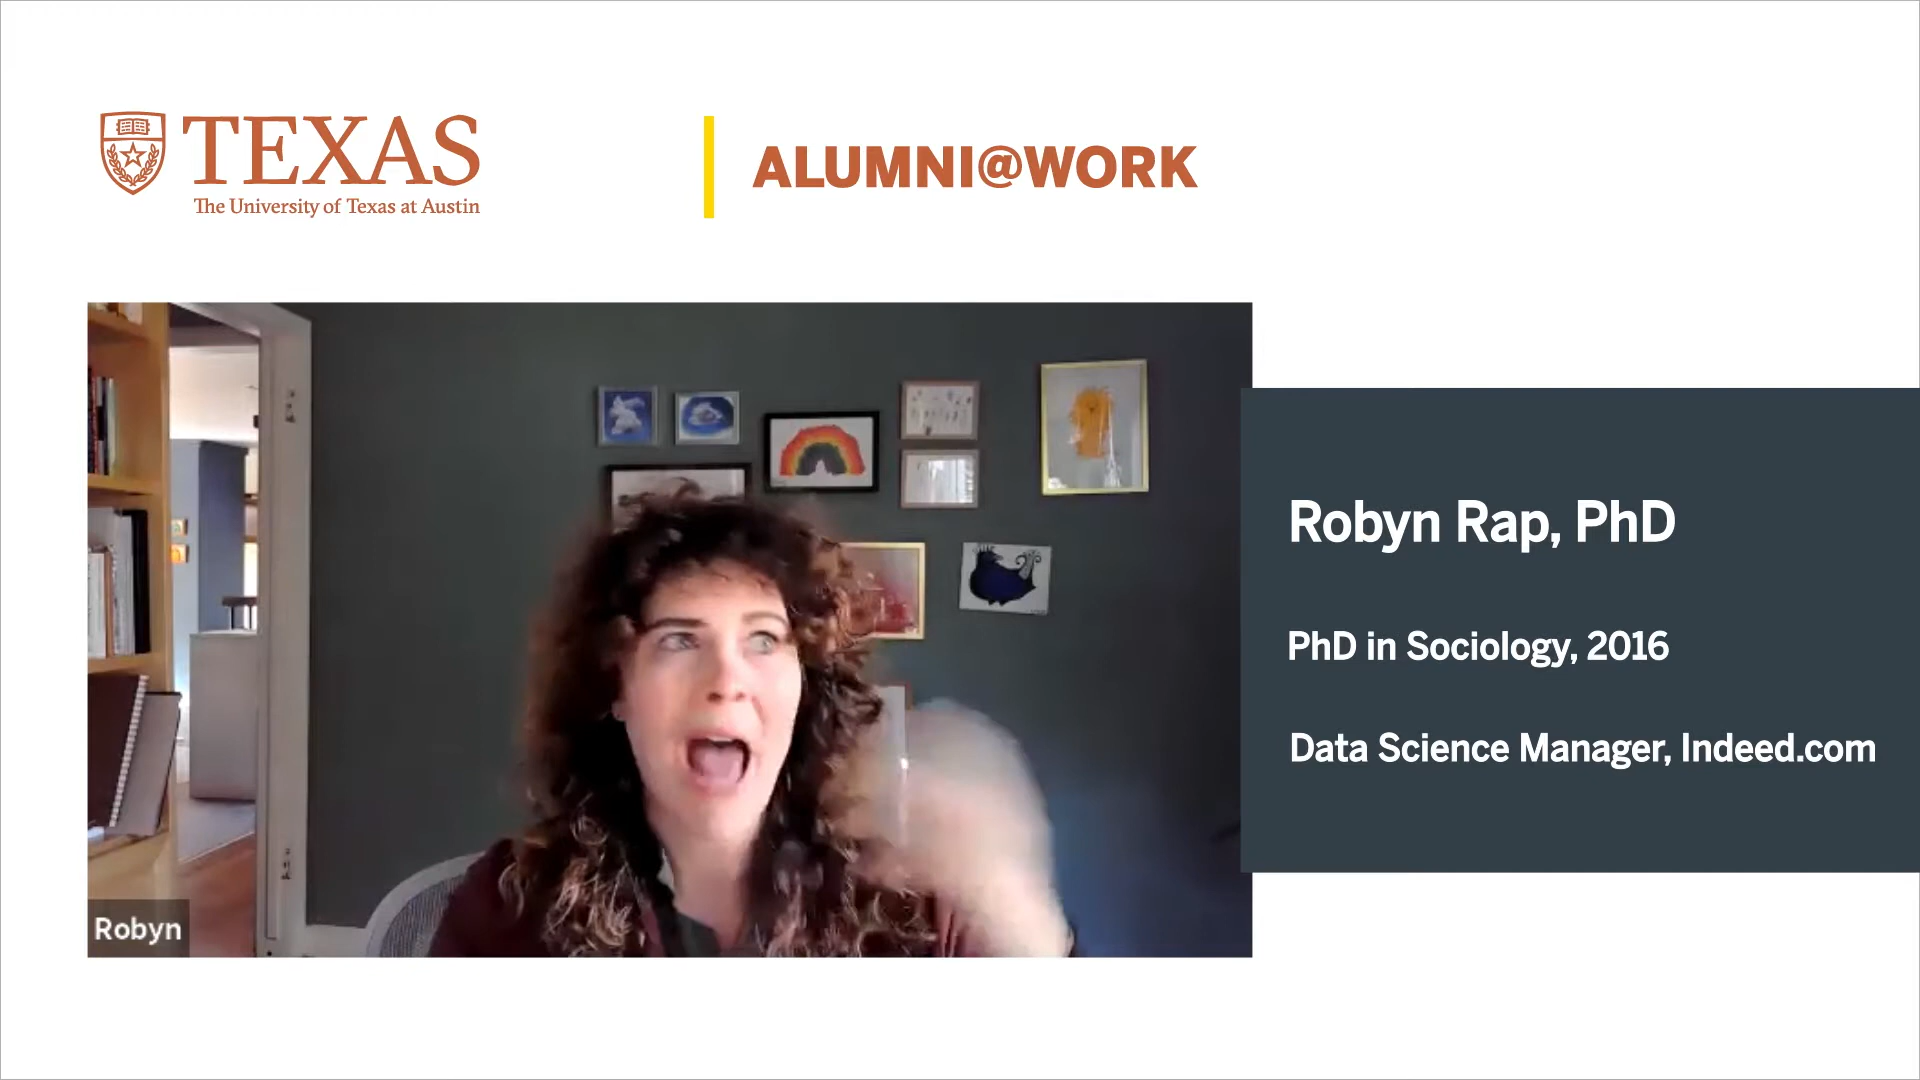 TEXAS
The University of Texas at Austin
ALUMNI@WORK
Robyn Rap, PhD
PhD in Sociology, 2016
Data Science Manager, Indeed.com
Robyn